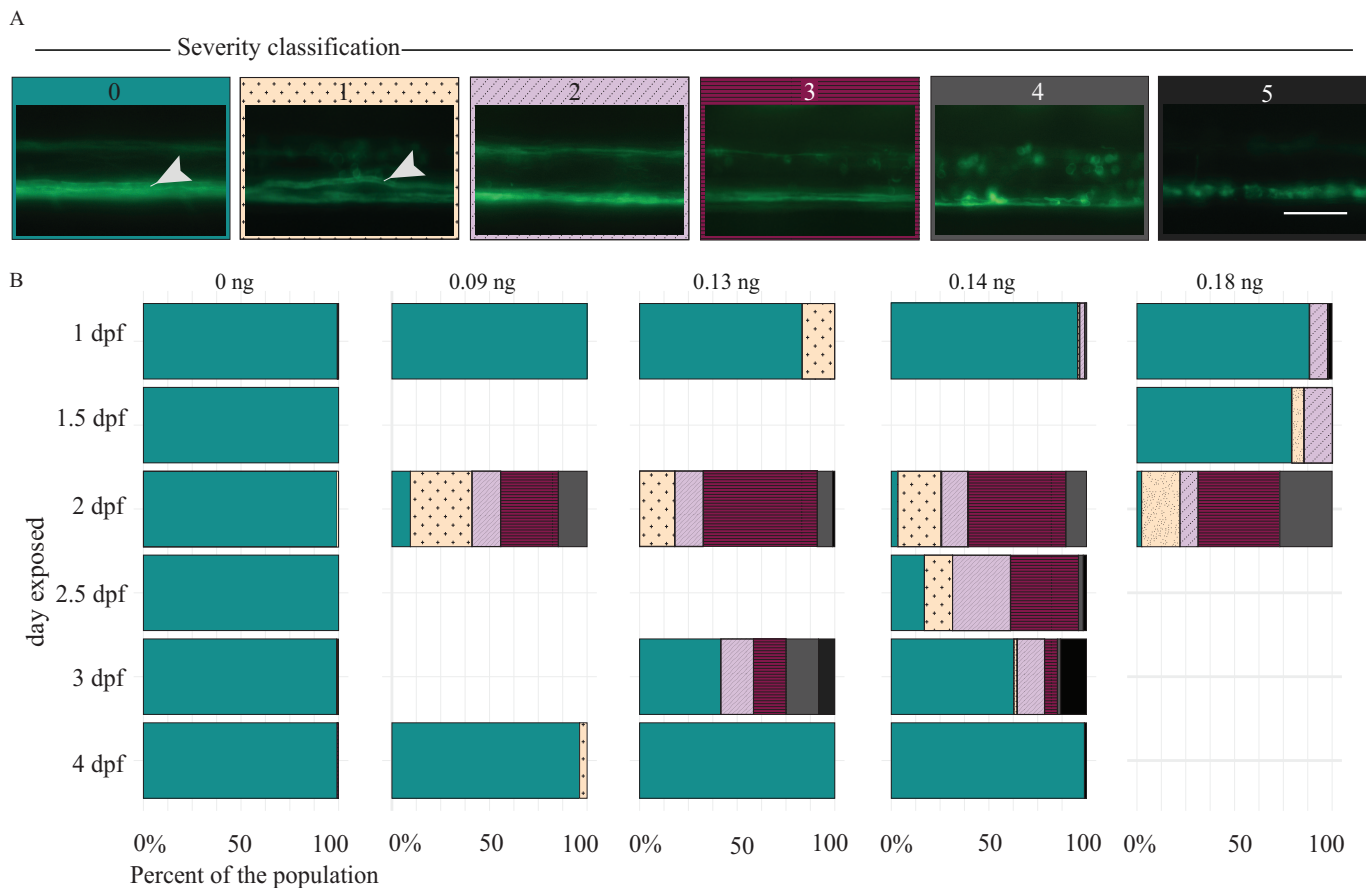 A
Severity classification
0 1 2 3 4 5
B
0 ng 0.09 ng 0.13 ng 0.14 ng 0.18 ng
1 dpf
1.5 dpf
2 dpf
2.5 dpf
3 dpf
4 dpf
day exposed
0% 50 100 0% 50 100 0% 50 100 0% 50 100 0% 50 100
Percent of the population